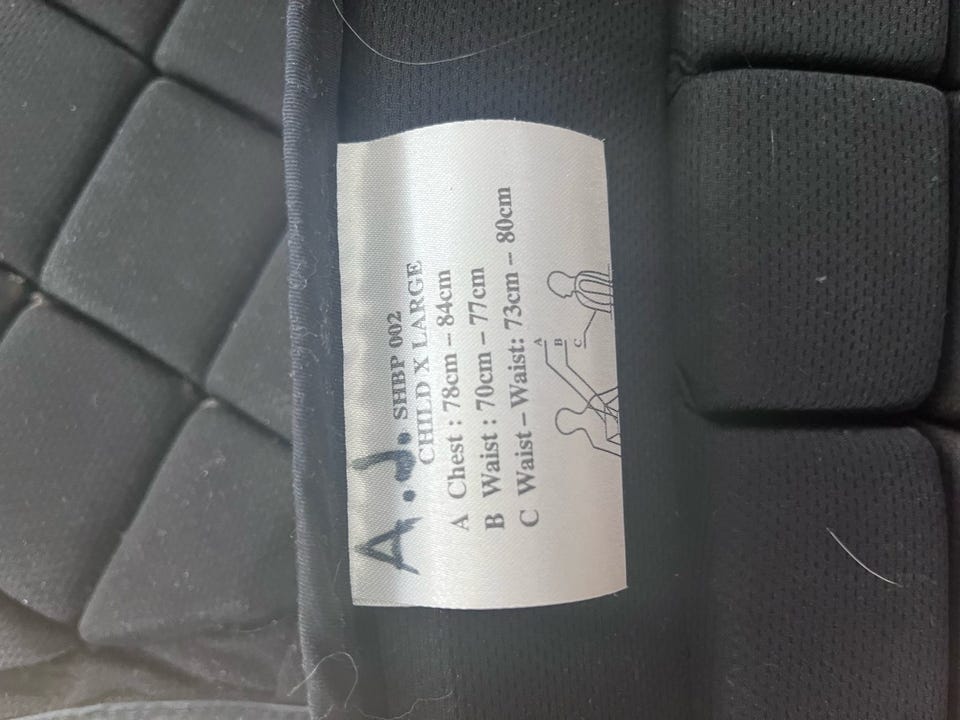 A.J. SHBP 002
CHILD X LARGE
A Chest : 78cm – 84cm
B Waist : 70cm – 77cm
C Waist – Waist: 73cm – 80cm
A
B
C